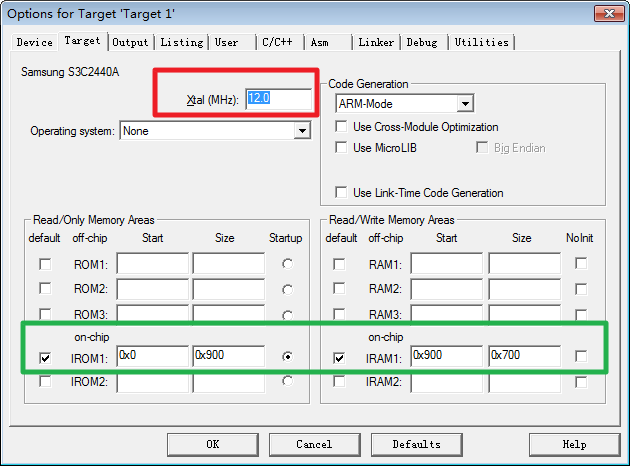 Options for Target 'Target 1'
Device Target Output Listing User C/C++ Asm Linker Debug Utilities
Samsung S3C2440A
Xtal (MHz): 12.0
Operating system: None
Code Generation
ARM-Mode
Use Cross-Module Optimization
Use MicroLIB Big Endian
Use Link-Time Code Generation
Read/Only Memory Areas
default off-chip Start Size Startup
ROM1:
ROM2:
ROM3:
on-chip
IROM1: 0x0 0x900
IROM2:
Read/Write Memory Areas
default off-chip Start Size NoInit
RAM1:
RAM2:
RAM3:
on-chip
IRAM1: 0x900 0x700
IRAM2:
OK Cancel Defaults Help